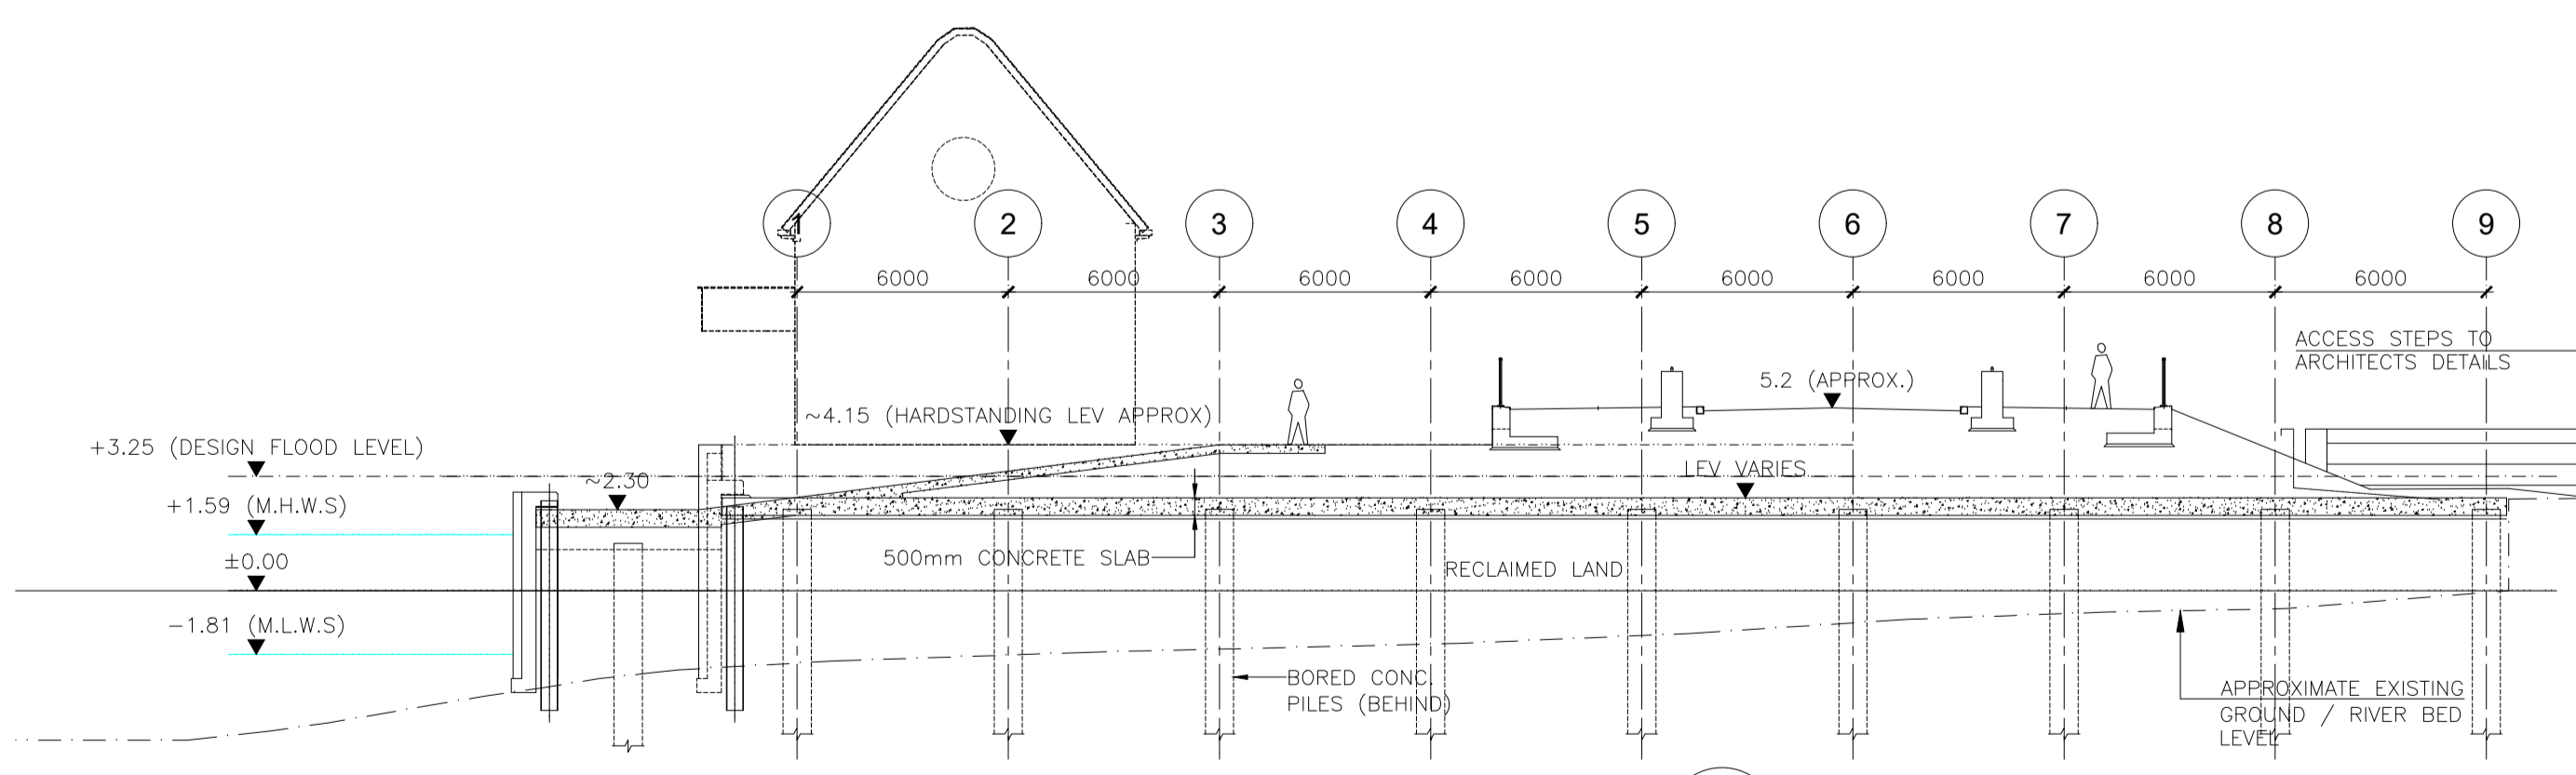 1 2 3 4 5 6 7 8 9
6000 6000 6000 6000 6000 6000 6000 6000
ACCESS STEPS TO
ARCHITECTS DETAILS
5.2 (APPROX.)
~4.15 (HARDSTANDING LEV APPROX)
+3.25 (DESIGN FLOOD LEVEL)
LEV VARIES
~2.30
+1.59 (M.H.W.S)
500mm CONCRETE SLAB
±0.00
RECLAIMED LAND
-1.81 (M.L.W.S)
BORED CONC.
PILES (BEHIND)
APPROXIMATE EXISTING
GROUND / RIVER BED
LEVEL